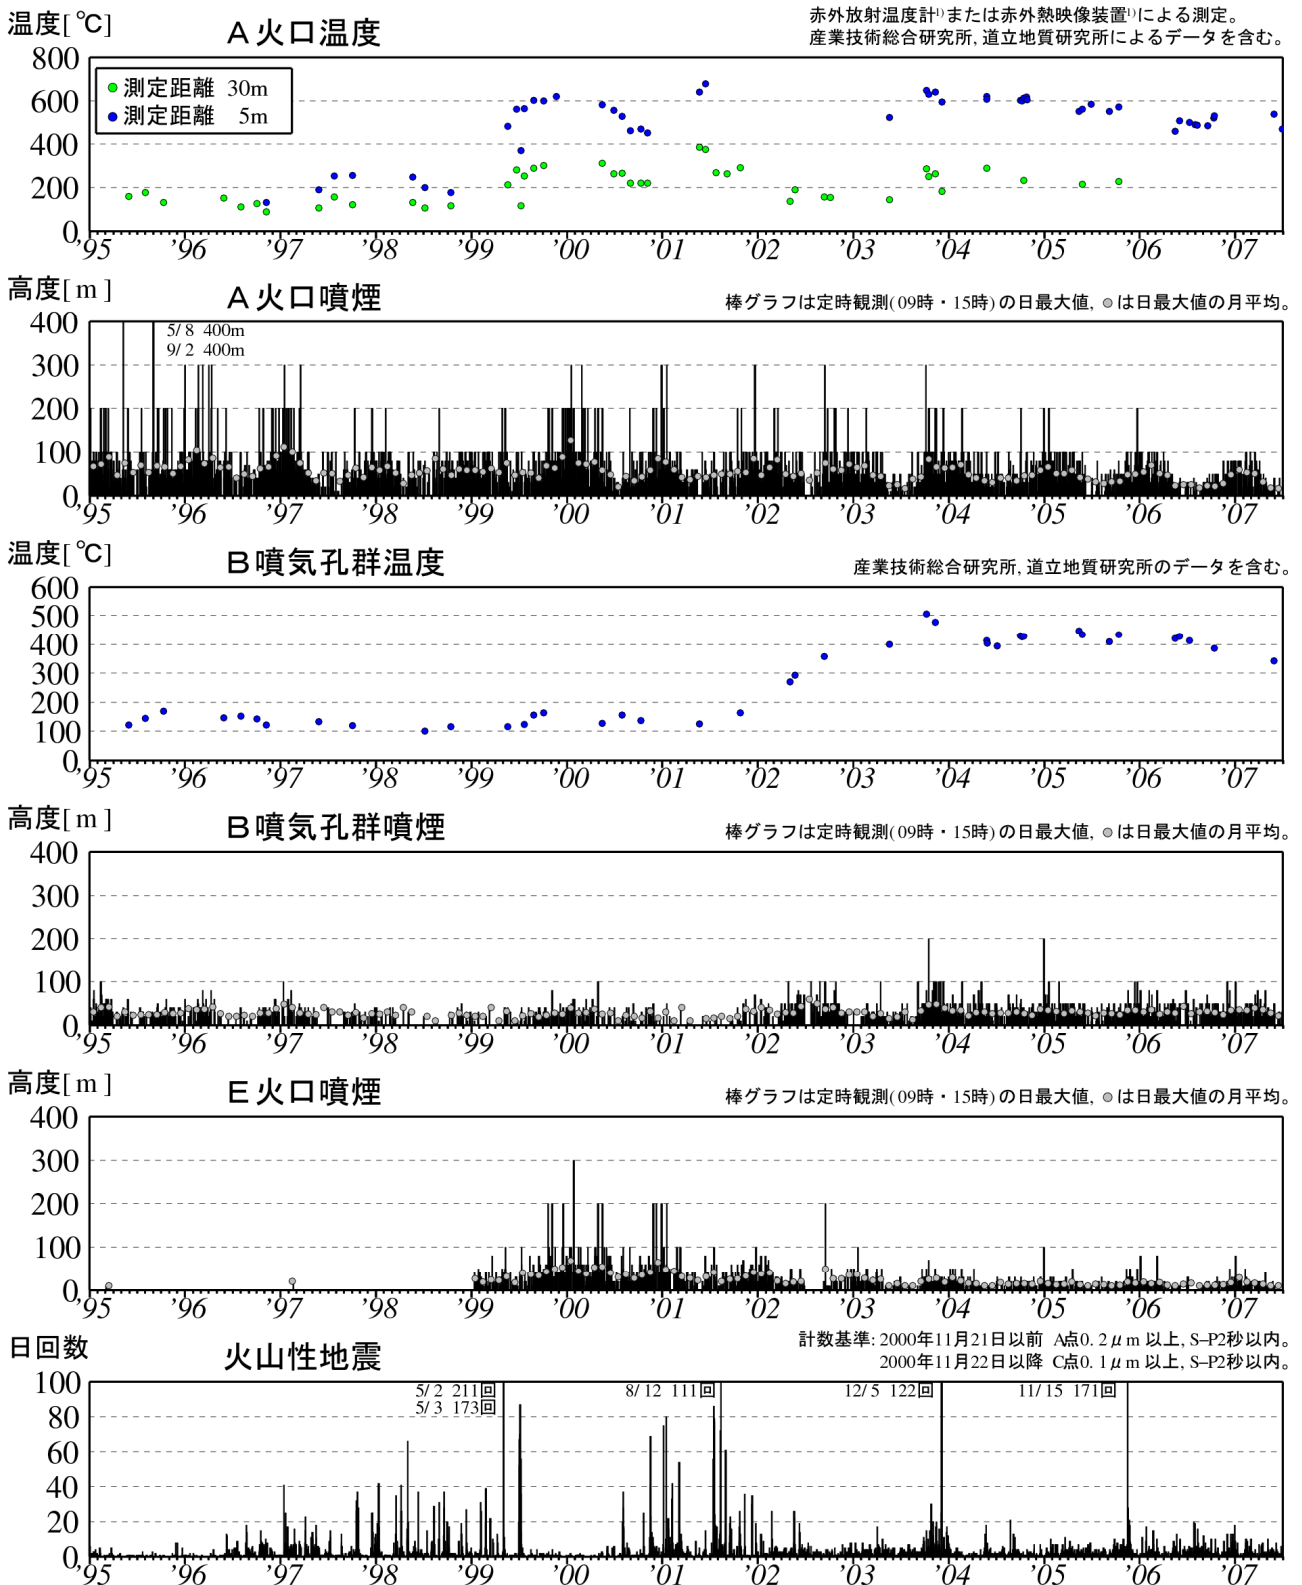 温度[℃]
A火口温度
赤外放射温度計¹⁾または赤外熱映像装置¹⁾による測定。
産業技術総合研究所, 道立地質研究所によるデータを含む。
800
600
400
200
0
測定距離 30m
測定距離 5m
'95 '96 '97 '98 '99 '00 '01 '02 '03 '04 '05 '06 '07
高度[m]
A火口噴煙
棒グラフは定時観測(09時・15時)の日最大値, ●は日最大値の月平均。
400
300
200
100
0
5/8 400m
9/2 400m
'95 '96 '97 '98 '99 '00 '01 '02 '03 '04 '05 '06 '07
温度[℃]
B噴気孔群温度
産業技術総合研究所, 道立地質研究所のデータを含む。
600
500
400
300
200
100
0
'95 '96 '97 '98 '99 '00 '01 '02 '03 '04 '05 '06 '07
高度[m]
B噴気孔群噴煙
棒グラフは定時観測(09時・15時)の日最大値, ●は日最大値の月平均。
400
300
200
100
0
'95 '96 '97 '98 '99 '00 '01 '02 '03 '04 '05 '06 '07
高度[m]
E火口噴煙
棒グラフは定時観測(09時・15時)の日最大値, ●は日最大値の月平均。
400
300
200
100
0
'95 '96 '97 '98 '99 '00 '01 '02 '03 '04 '05 '06 '07
日回数
火山性地震
計数基準: 2000年11月21日以前 A点0.2μm以上, S–P2秒以内。
2000年11月22日以降 C点0.1μm以上, S–P2秒以内。
100
80
60
40
20
0
5/2 211回
5/3 173回
8/12 111回
12/5 122回
11/15 171回
'95 '96 '97 '98 '99 '00 '01 '02 '03 '04 '05 '06 '07